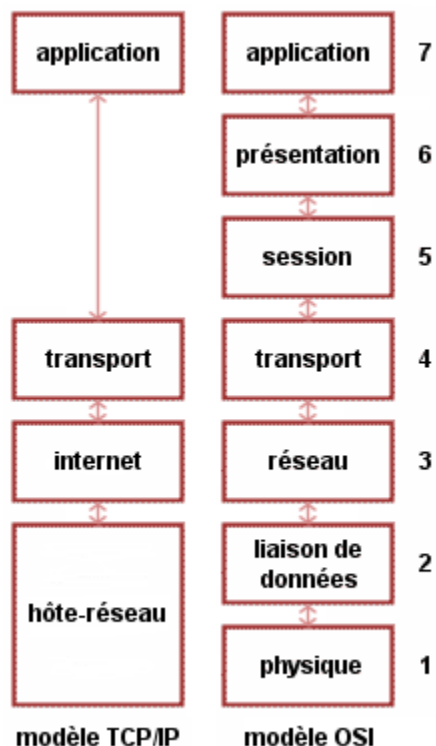 application application 7
présentation 6
session 5
transport transport 4
internet réseau 3
liaison de
données 2
hôte-réseau
physique 1
modèle TCP/IP modèle OSI